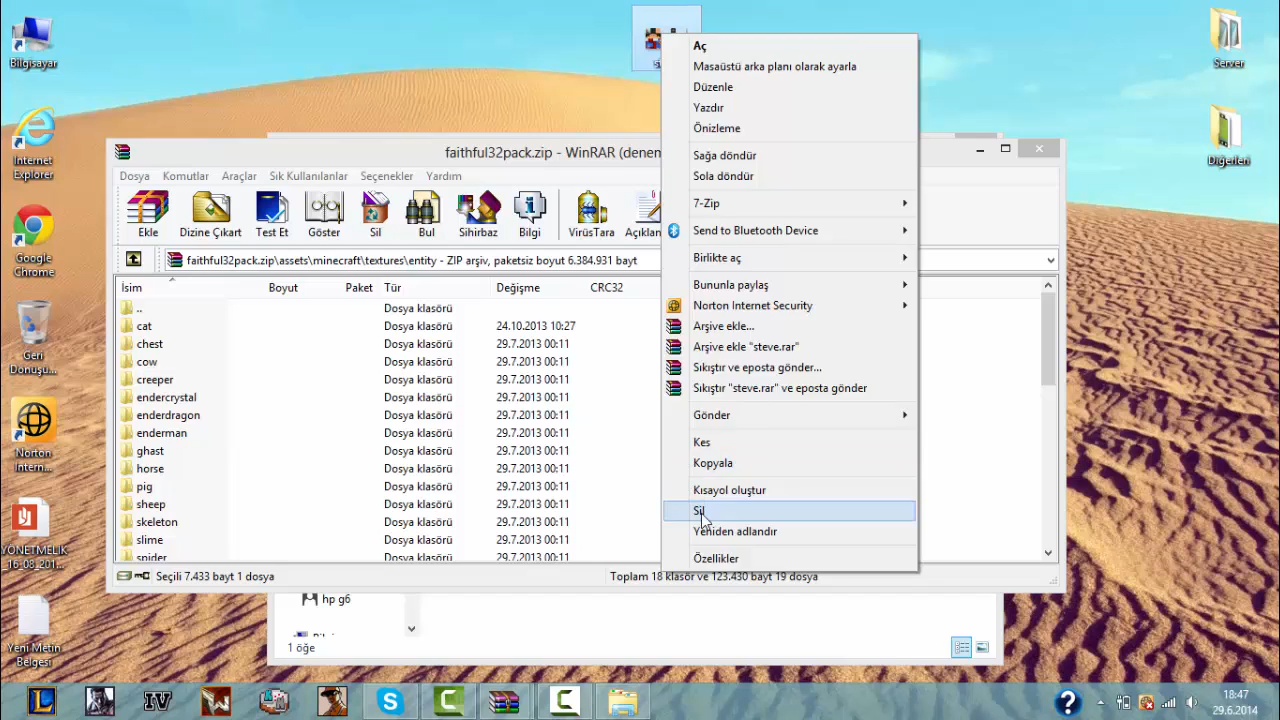 Bilgisayar
Internet
Explorer
Google
Chrome
Geri
Dönüşü...
Norton
Intern...
YÖNETMELİK
_16-08_201...
Yeni Metin
Belgesi
Server
Diğerleri
faithful32pack.zip - WinRAR (denen
Dosya Komutlar Araçlar Sık Kullanılanlar Seçenekler Yardım
Ekle Dizine Çıkart Test Et Göster Sil Bul Sihirbaz Bilgi VirüsTara Açıklan
faithful32pack.zip\assets\minecraft\textures\entity - ZIP arşiv, paketsiz boyut 6.384.931 bayt
İsim Boyut Paket Tür Değişme CRC32
.. Dosya klasörü
cat Dosya klasörü 24.10.2013 10:27
chest Dosya klasörü 29.7.2013 00:11
cow Dosya klasörü 29.7.2013 00:11
creeper Dosya klasörü 29.7.2013 00:11
endercrystal Dosya klasörü 29.7.2013 00:11
enderdragon Dosya klasörü 29.7.2013 00:11
enderman Dosya klasörü 29.7.2013 00:11
ghast Dosya klasörü 29.7.2013 00:11
horse Dosya klasörü 29.7.2013 00:11
pig Dosya klasörü 29.7.2013 00:11
sheep Dosya klasörü 29.7.2013 00:11
skeleton Dosya klasörü 29.7.2013 00:11
slime Dosya klasörü 29.7.2013 00:11
spider Dosya klasörü 29.7.2013 00:11
Seçili 7.433 bayt 1 dosya
Toplam 18 klasör ve 123.430 bayt 19 dosya
hp g6
1 öğe
Aç
Masaüstü arka planı olarak ayarla
Düzenle
Yazdır
Önizleme
Sağa döndür
Sola döndür
7-Zip
Send to Bluetooth Device
Birlikte aç
Bununla paylaş
Norton Internet Security
Arşive ekle...
Arşive ekle "steve.rar"
Sıkıştır ve eposta gönder...
Sıkıştır "steve.rar" ve eposta gönder
Gönder
Kes
Kopyala
Kısayol oluştur
Sil
Yeniden adlandır
Özellikler
18:47
29.6.2014